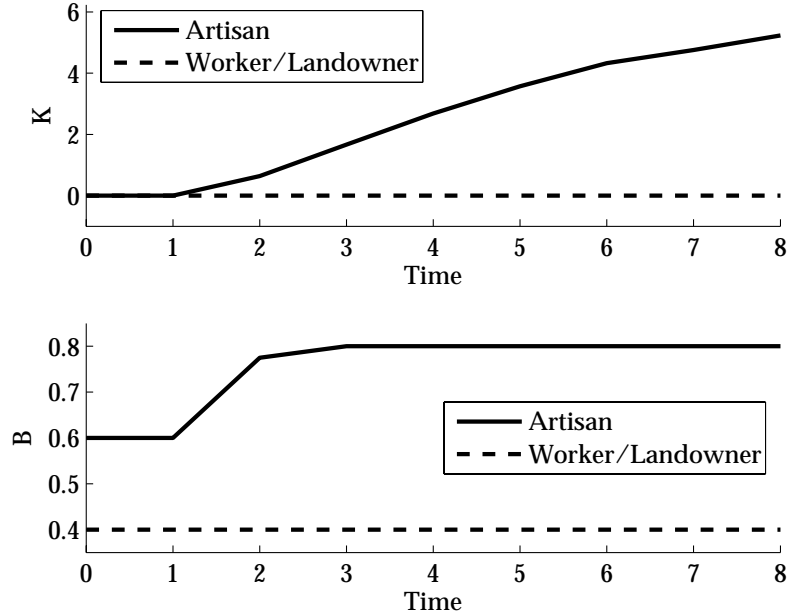 6
Artisan
Worker/Landowner
4
K
2
0
0 1 2 3 4 5 6 7 8
Time
0.8
0.7
B
0.6
Artisan
Worker/Landowner
0.5
0.4
0 1 2 3 4 5 6 7 8
Time